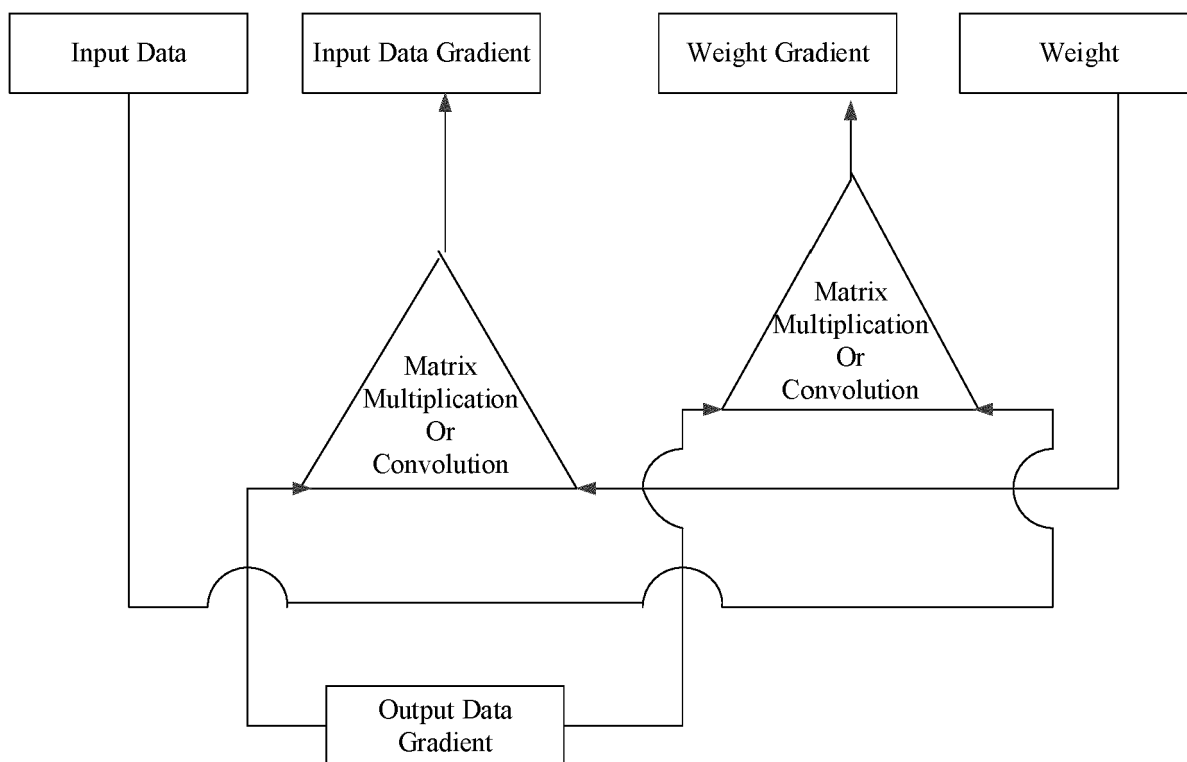 Input Data
Input Data Gradient
Weight Gradient
Weight
Matrix
Multiplication
Or
Convolution
Matrix
Multiplication
Or
Convolution
Output Data
Gradient